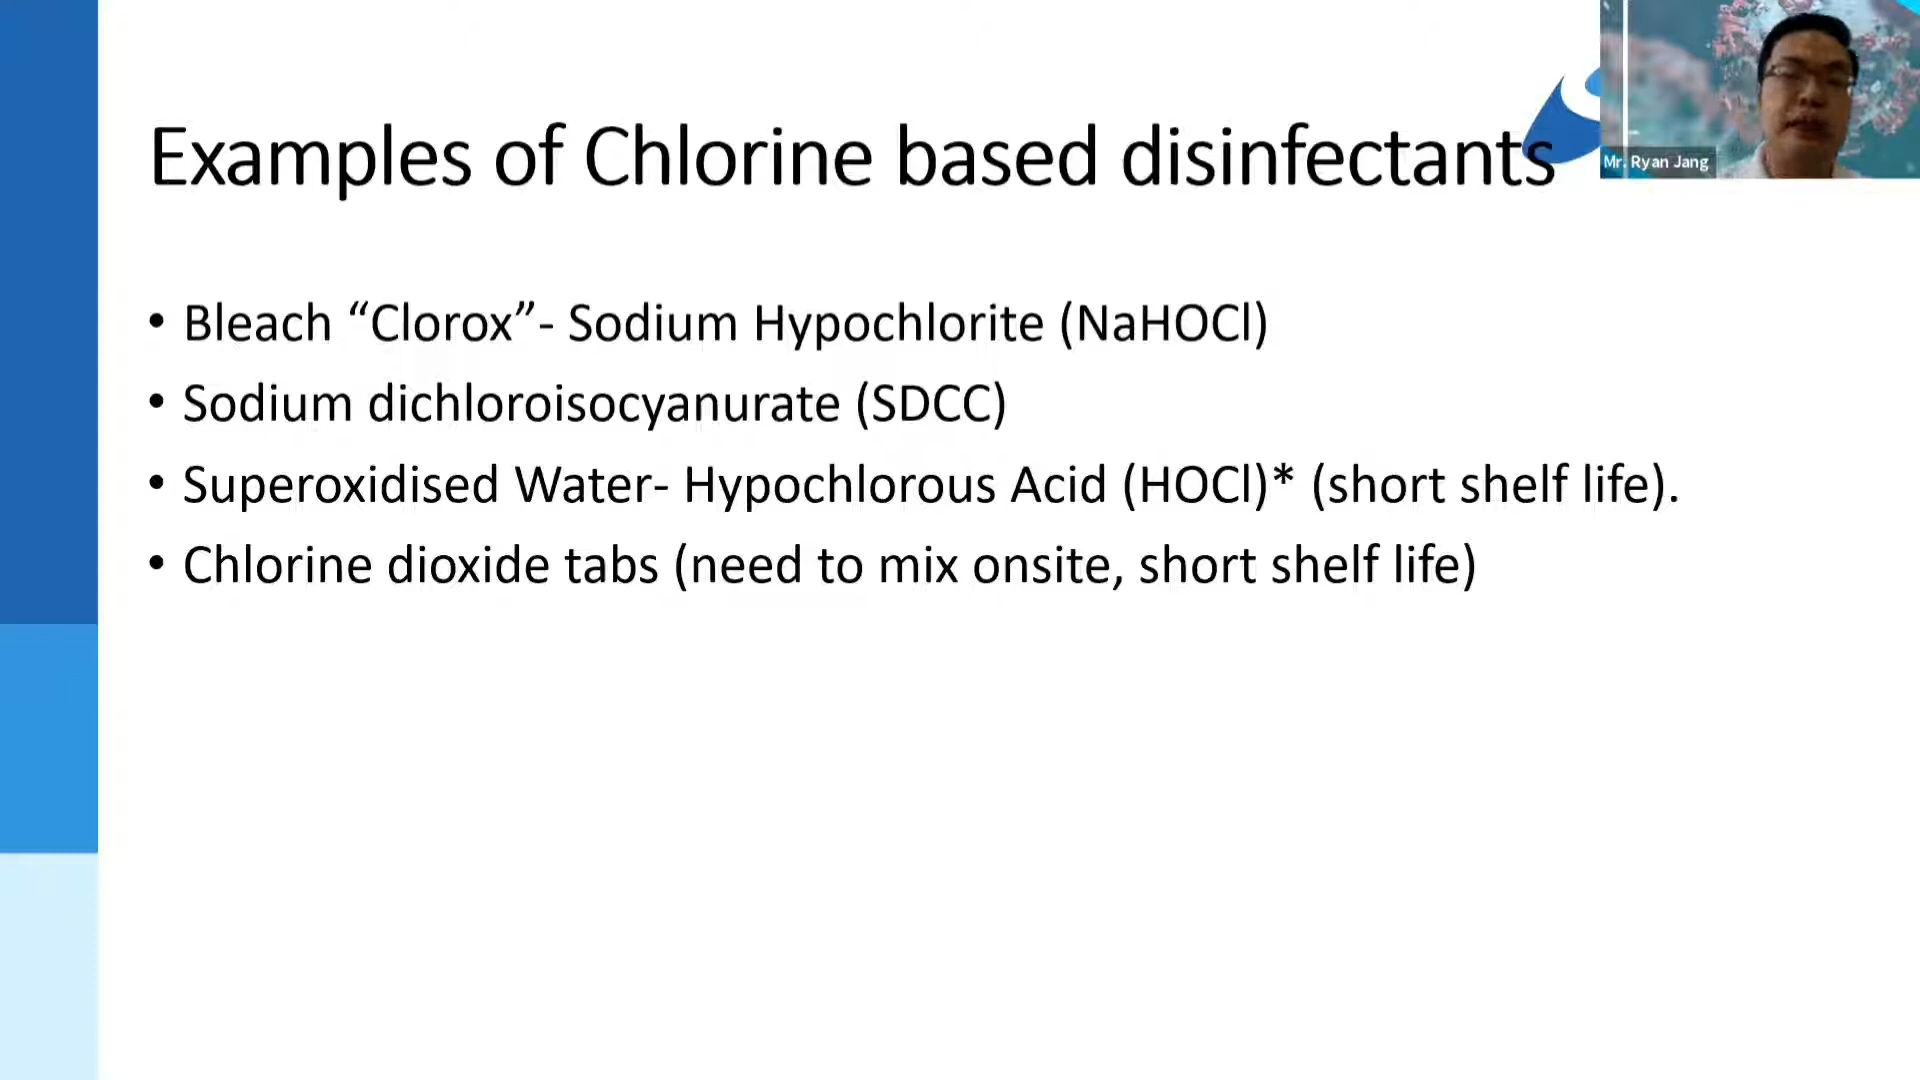 Examples of Chlorine based disinfectants
Mr. Ryan Jang
• Bleach “Clorox”- Sodium Hypochlorite (NaHOCl)
• Sodium dichloroisocyanurate (SDCC)
• Superoxidised Water- Hypochlorous Acid (HOCl)* (short shelf life).
• Chlorine dioxide tabs (need to mix onsite, short shelf life)